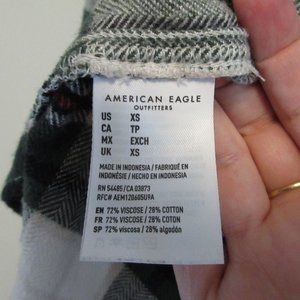 AMERICAN EAGLE
OUTFITTERS
US XS
CA TP
MX EXCH
UK XS
MADE IN INDONESIA / FABRIQUÉ EN
INDONÉSIE / HECHO EN INDONESIA
RN 54485/CA 03873
RFC# AEM120605U9A
EN 72% VISCOSE / 28% COTTON
FR 72% VISCOSE / 28% COTON
SP 72% viscosa / 28% algodón